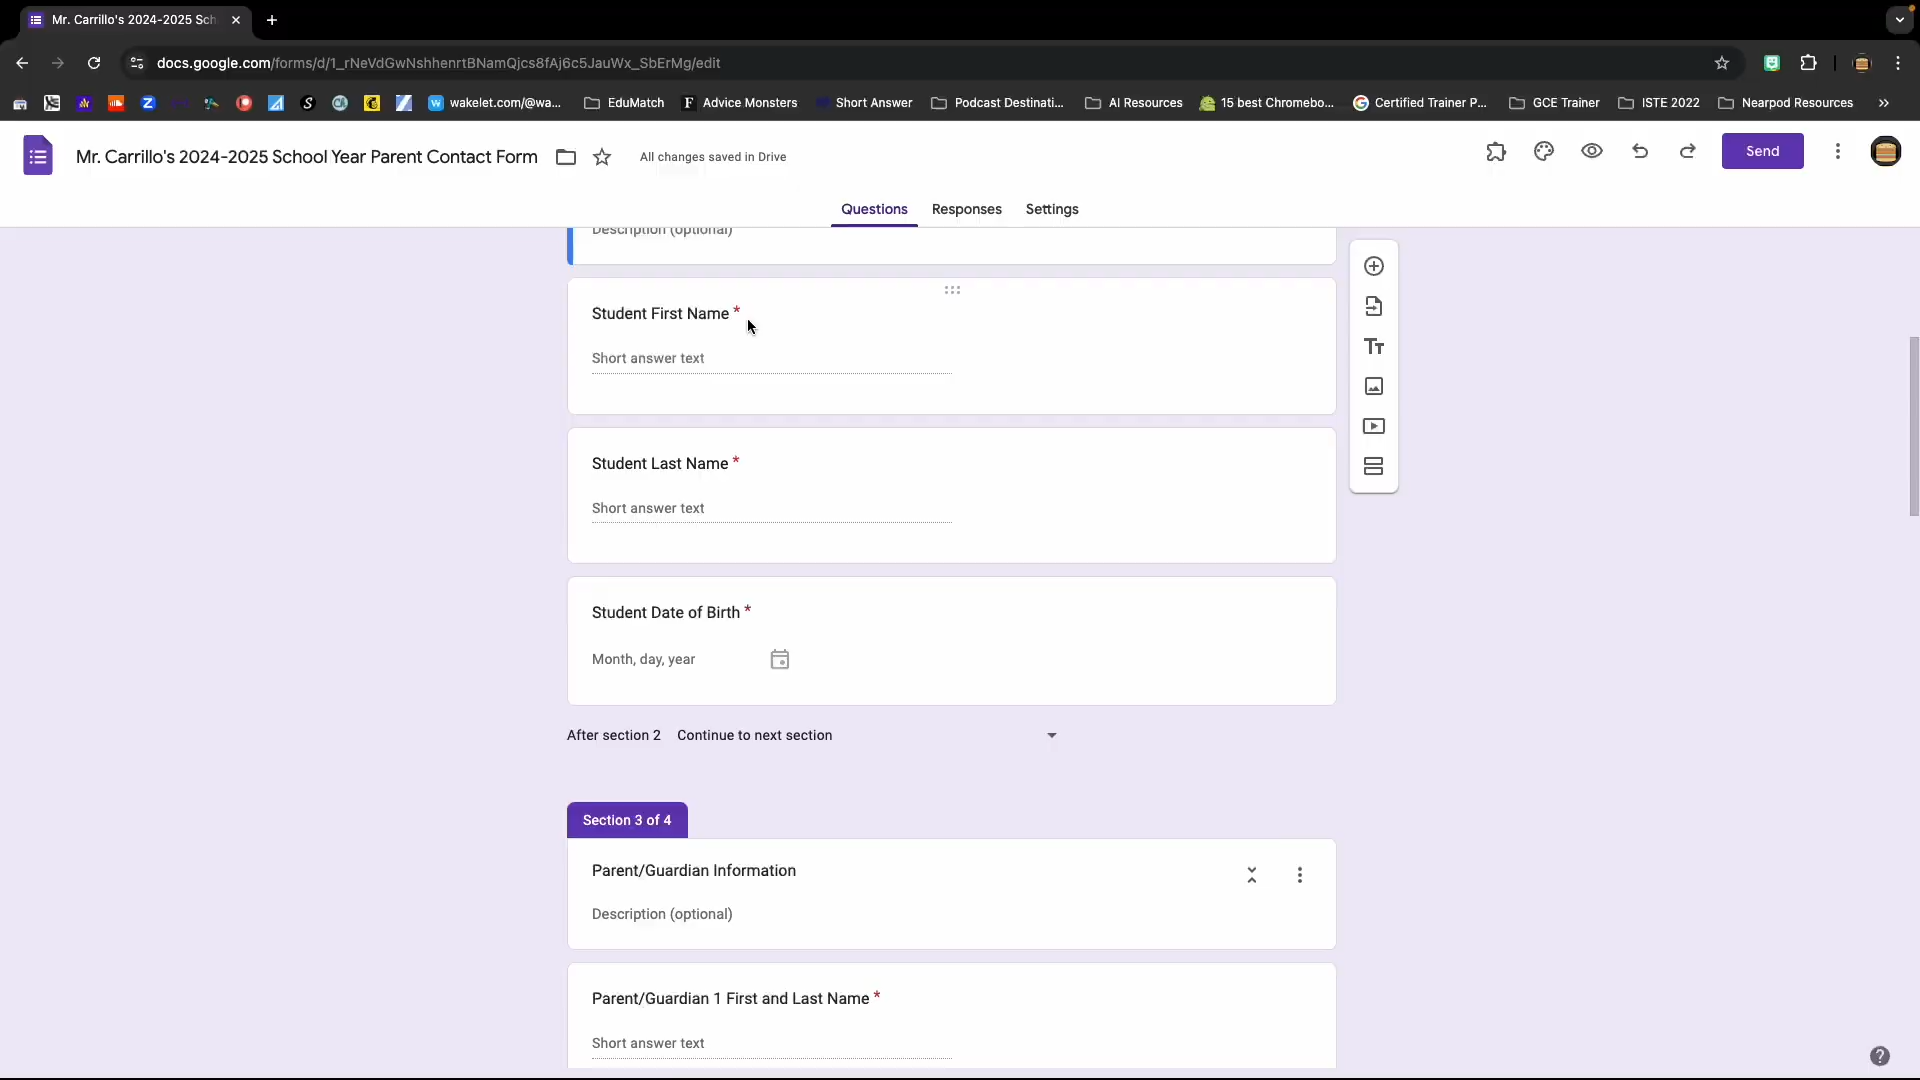 Mr. Carrillo's 2024-2025 Sch
docs.google.com/forms/d/1_rNeVdGwNshhenrtBNamQjcs8fAj6c5JauWx_SbErMg/edit
wakelet.com/@wa... EduMatch Advice Monsters Short Answer Podcast Destinati... AI Resources 15 best Chromebo... Certified Trainer P... GCE Trainer ISTE 2022 Nearpod Resources
Mr. Carrillo's 2024-2025 School Year Parent Contact Form All changes saved in Drive Send
Questions Responses Settings
Description (optional)
Student First Name *
Short answer text
Student Last Name *
Short answer text
Student Date of Birth *
Month, day, year
After section 2 Continue to next section
Section 3 of 4
Parent/Guardian Information
Description (optional)
Parent/Guardian 1 First and Last Name *
Short answer text